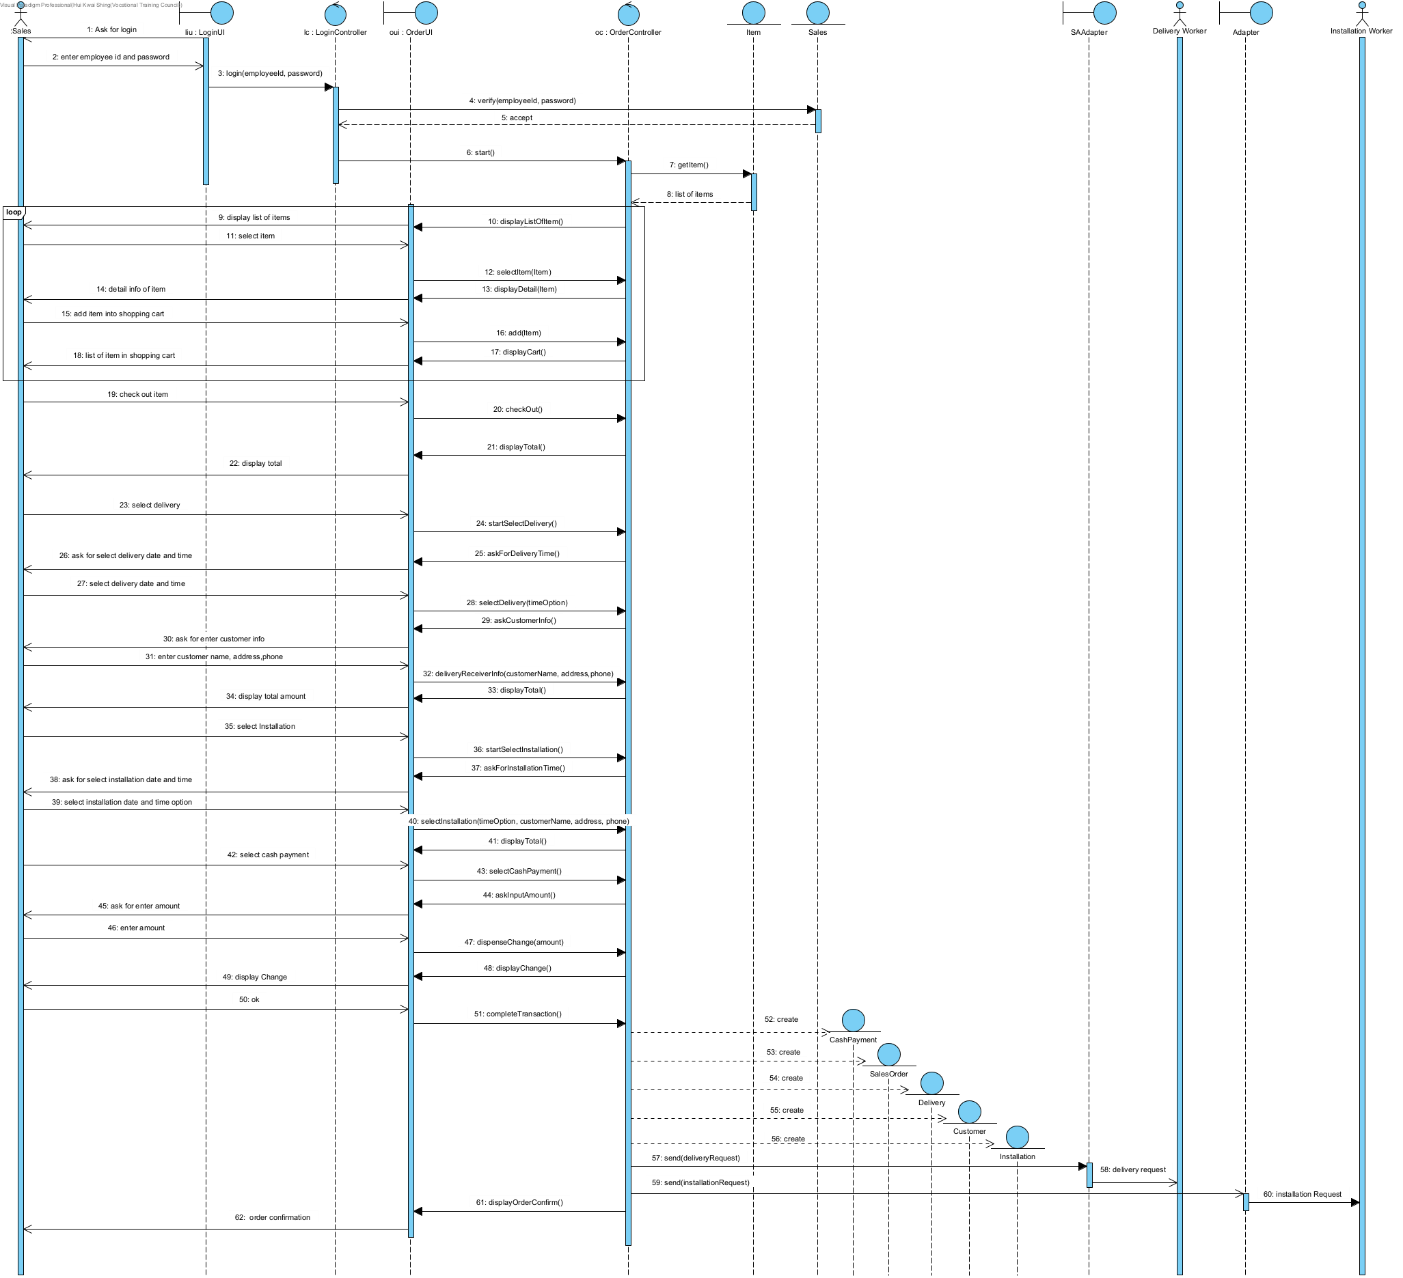 Visual Paradigm Professional(Hui Kwai Shing(Vocational Training Council))
:Sales
liu : LoginUI
lc : LoginController
oui : OrderUI
oc : OrderController
Item
Sales
SAAdapter
Delivery Worker
Adapter
Installation Worker
1: Ask for login
2: enter employee id and password
3: login(employeeId, password)
4: verify(employeeId, password)
5: accept
6: start()
7: getItem()
8: list of items
loop
9: display list of items
10: displayListOfItem()
11: select item
12: selectItem(Item)
13: displayDetail(Item)
14: detail info of item
15: add item into shopping cart
16: add(Item)
17: displayCart()
18: list of item in shopping cart
19: check out item
20: checkOut()
21: displayTotal()
22: display total
23: select delivery
24: startSelectDelivery()
25: askForDeliveryTime()
26: ask for select delivery date and time
27: select delivery date and time
28: selectDelivery(timeOption)
29: askCustomerInfo()
30: ask for enter customer info
31: enter customer name, address,phone
32: deliveryReceiverInfo(customerName, address,phone)
33: displayTotal()
34: display total amount
35: select Installation
36: startSelectInstallation()
37: askForInstallationTime()
38: ask for select installation date and time
39: select installation date and time option
40: selectInstallation(timeOption, customerName, address, phone)
41: displayTotal()
42: select cash payment
43: selectCashPayment()
44: askInputAmount()
45: ask for enter amount
46: enter amount
47: dispenseChange(amount)
48: displayChange()
49: display Change
50: ok
51: completeTransaction()
52: create
CashPayment
53: create
SalesOrder
54: create
Delivery
55: create
Customer
56: create
Installation
57: send(deliveryRequest)
58: delivery request
59: send(installationRequest)
60: installation Request
61: displayOrderConfirm()
62: order confirmation